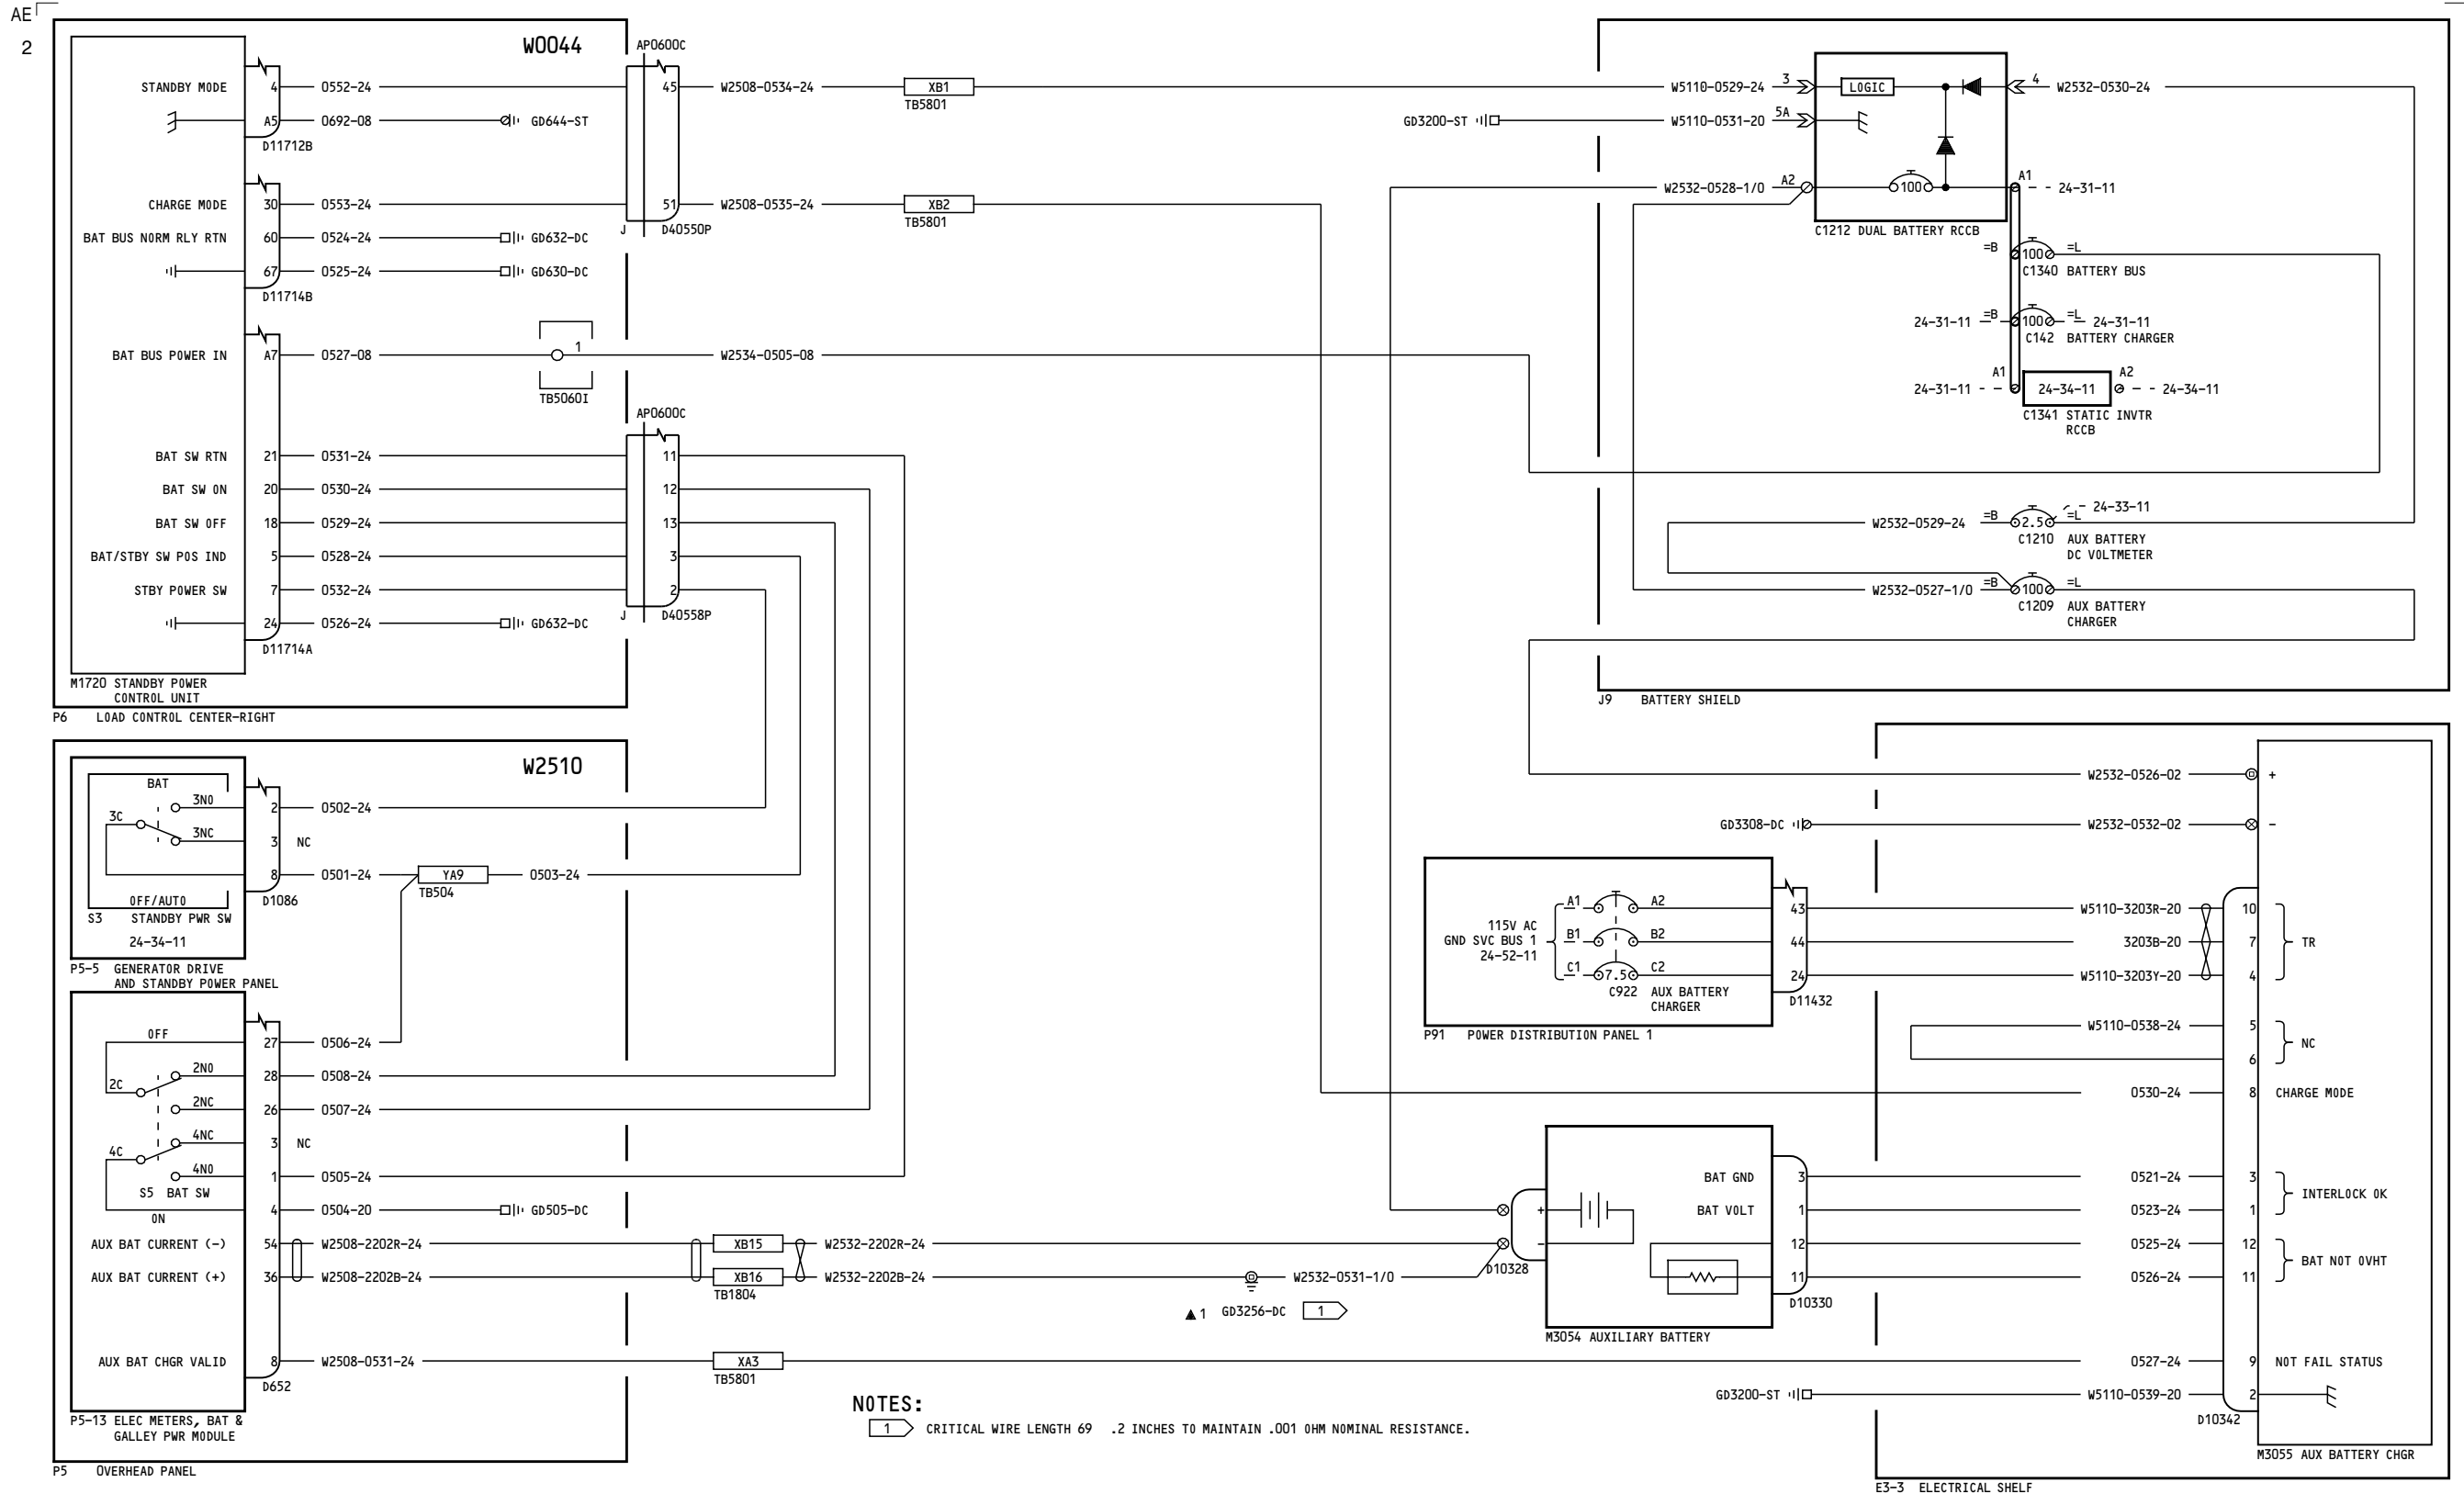 AE
2
W0044
STANDBY MODE 4 0552-24
A5 0692-08 GD644-ST
D11712B
CHARGE MODE 30 0553-24
BAT BUS NORM RLY RTN 60 0524-24 GD632-DC
67 0525-24 GD630-DC
D11714B
BAT BUS POWER IN A7 0527-08 1 W2534-0505-08
TB5060I
BAT SW RTN 21 0531-24
BAT SW ON 20 0530-24
BAT SW OFF 18 0529-24
BAT/STBY SW POS IND 5 0528-24
STBY POWER SW 7 0532-24
24 0526-24 GD632-DC
D11714A
M1720 STANDBY POWER
CONTROL UNIT
P6 LOAD CONTROL CENTER-RIGHT
AP0600C
45 W2508-0534-24 XB1
TB5801
51 W2508-0535-24 XB2
TB5801
J D40550P
AP0600C
11
12
13
3
2
J D40558P
W5110-0529-24 3 LOGIC 4 W2532-0530-24
GD3200-ST W5110-0531-20 5A
W2532-0528-1/0 A2 100 A1 24-31-11
C1212 DUAL BATTERY RCCB
=B 100 =L
C1340 BATTERY BUS
24-31-11 =B 100 =L 24-31-11
C142 BATTERY CHARGER
24-31-11 A1 24-34-11 A2 24-34-11
C1341 STATIC INVTR
RCCB
24-33-11
W2532-0529-24 =B 2.5 =L
C1210 AUX BATTERY
DC VOLTMETER
W2532-0527-1/0 =B 100 =L
C1209 AUX BATTERY
CHARGER
J9 BATTERY SHIELD
W2510
BAT
3NO 2 0502-24
3C
3NC 3 NC
8 0501-24 YA9 0503-24
TB504
OFF/AUTO D1086
S3 STANDBY PWR SW
24-34-11
P5-5 GENERATOR DRIVE
AND STANDBY POWER PANEL
OFF 27 0506-24
2NO 28 0508-24
2C
2NC 26 0507-24
4NC 3 NC
4C
4NO 1 0505-24
S5 BAT SW
4 0504-20 GD505-DC
ON
AUX BAT CURRENT (-) 54 W2508-2202R-24 XB15 W2532-2202R-24
AUX BAT CURRENT (+) 36 W2508-2202B-24 XB16 W2532-2202B-24 W2532-0531-1/0
TB1804
1 GD3256-DC 1
AUX BAT CHGR VALID 8 W2508-0531-24 XA3
TB5801
D652
P5-13 ELEC METERS, BAT &
GALLEY PWR MODULE
P5 OVERHEAD PANEL
NOTES:
1 CRITICAL WIRE LENGTH 69 .2 INCHES TO MAINTAIN .001 OHM NOMINAL RESISTANCE.
115V AC
GND SVC BUS 1
24-52-11
A1 A2 43
B1 B2 44
C1 7.5 C2 24
C922 AUX BATTERY
CHARGER
D11432
P91 POWER DISTRIBUTION PANEL 1
+
-
D10328
BAT GND 3
BAT VOLT 1
12
11
D10330
M3054 AUXILIARY BATTERY
W2532-0526-02 +
GD3308-DC W2532-0532-02 -
W5110-3203R-20 10
3203B-20 7 TR
W5110-3203Y-20 4
W5110-0538-24 5
NC
6
0530-24 8 CHARGE MODE
0521-24 3
INTERLOCK OK
0523-24 1
0525-24 12
BAT NOT OVHT
0526-24 11
0527-24 9 NOT FAIL STATUS
GD3200-ST W5110-0539-20 2
D10342
M3055 AUX BATTERY CHGR
E3-3 ELECTRICAL SHELF